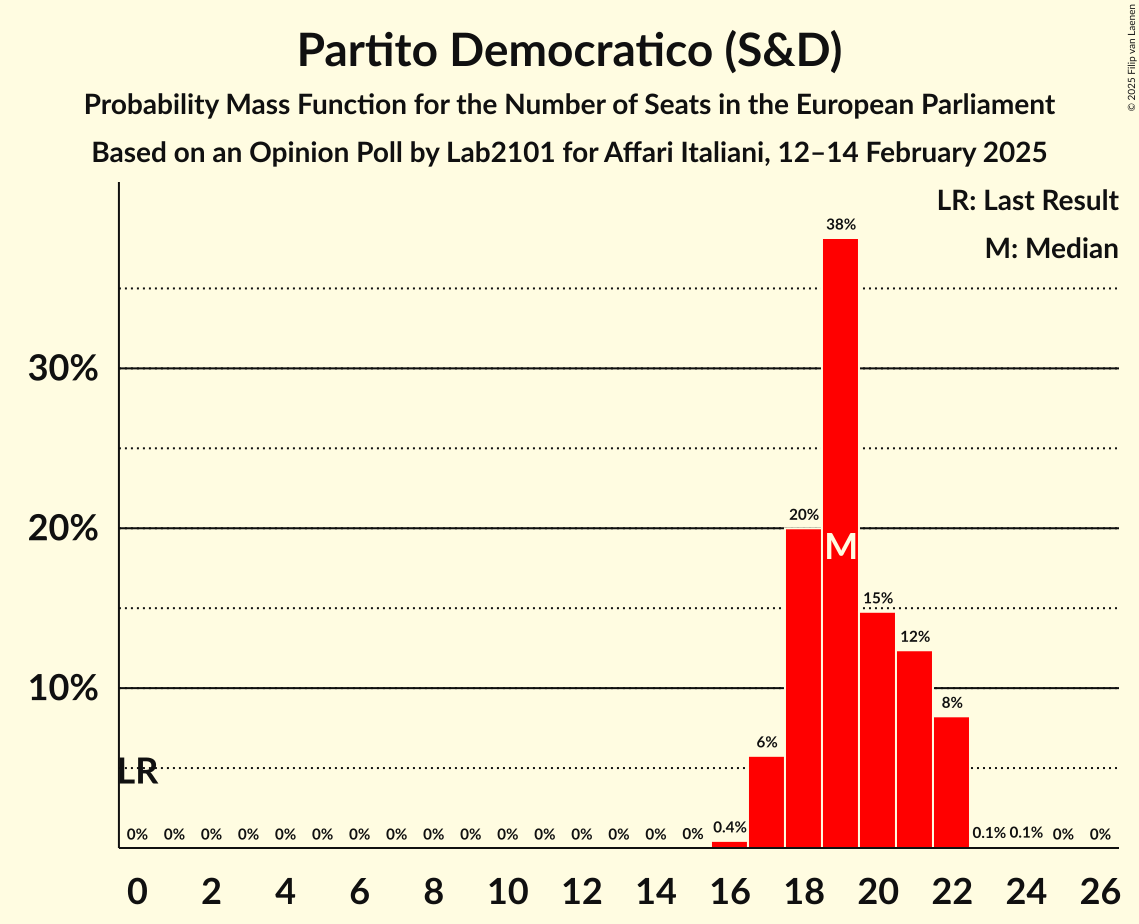 Partito Democratico (S&D)
Probability Mass Function for the Number of Seats in the European Parliament
Based on an Opinion Poll by Lab2101 for Affari Italiani, 12–14 February 2025
© 2025 Filip van Laenen
LR: Last Result
M: Median
38%
30%
20%
20%
M
15%
12%
10%
8%
6%
LR
0% 0% 0% 0% 0% 0% 0% 0% 0% 0% 0% 0% 0% 0% 0% 0% 0.4% 0.1% 0.1% 0% 0%
0 2 4 6 8 10 12 14 16 18 20 22 24 26